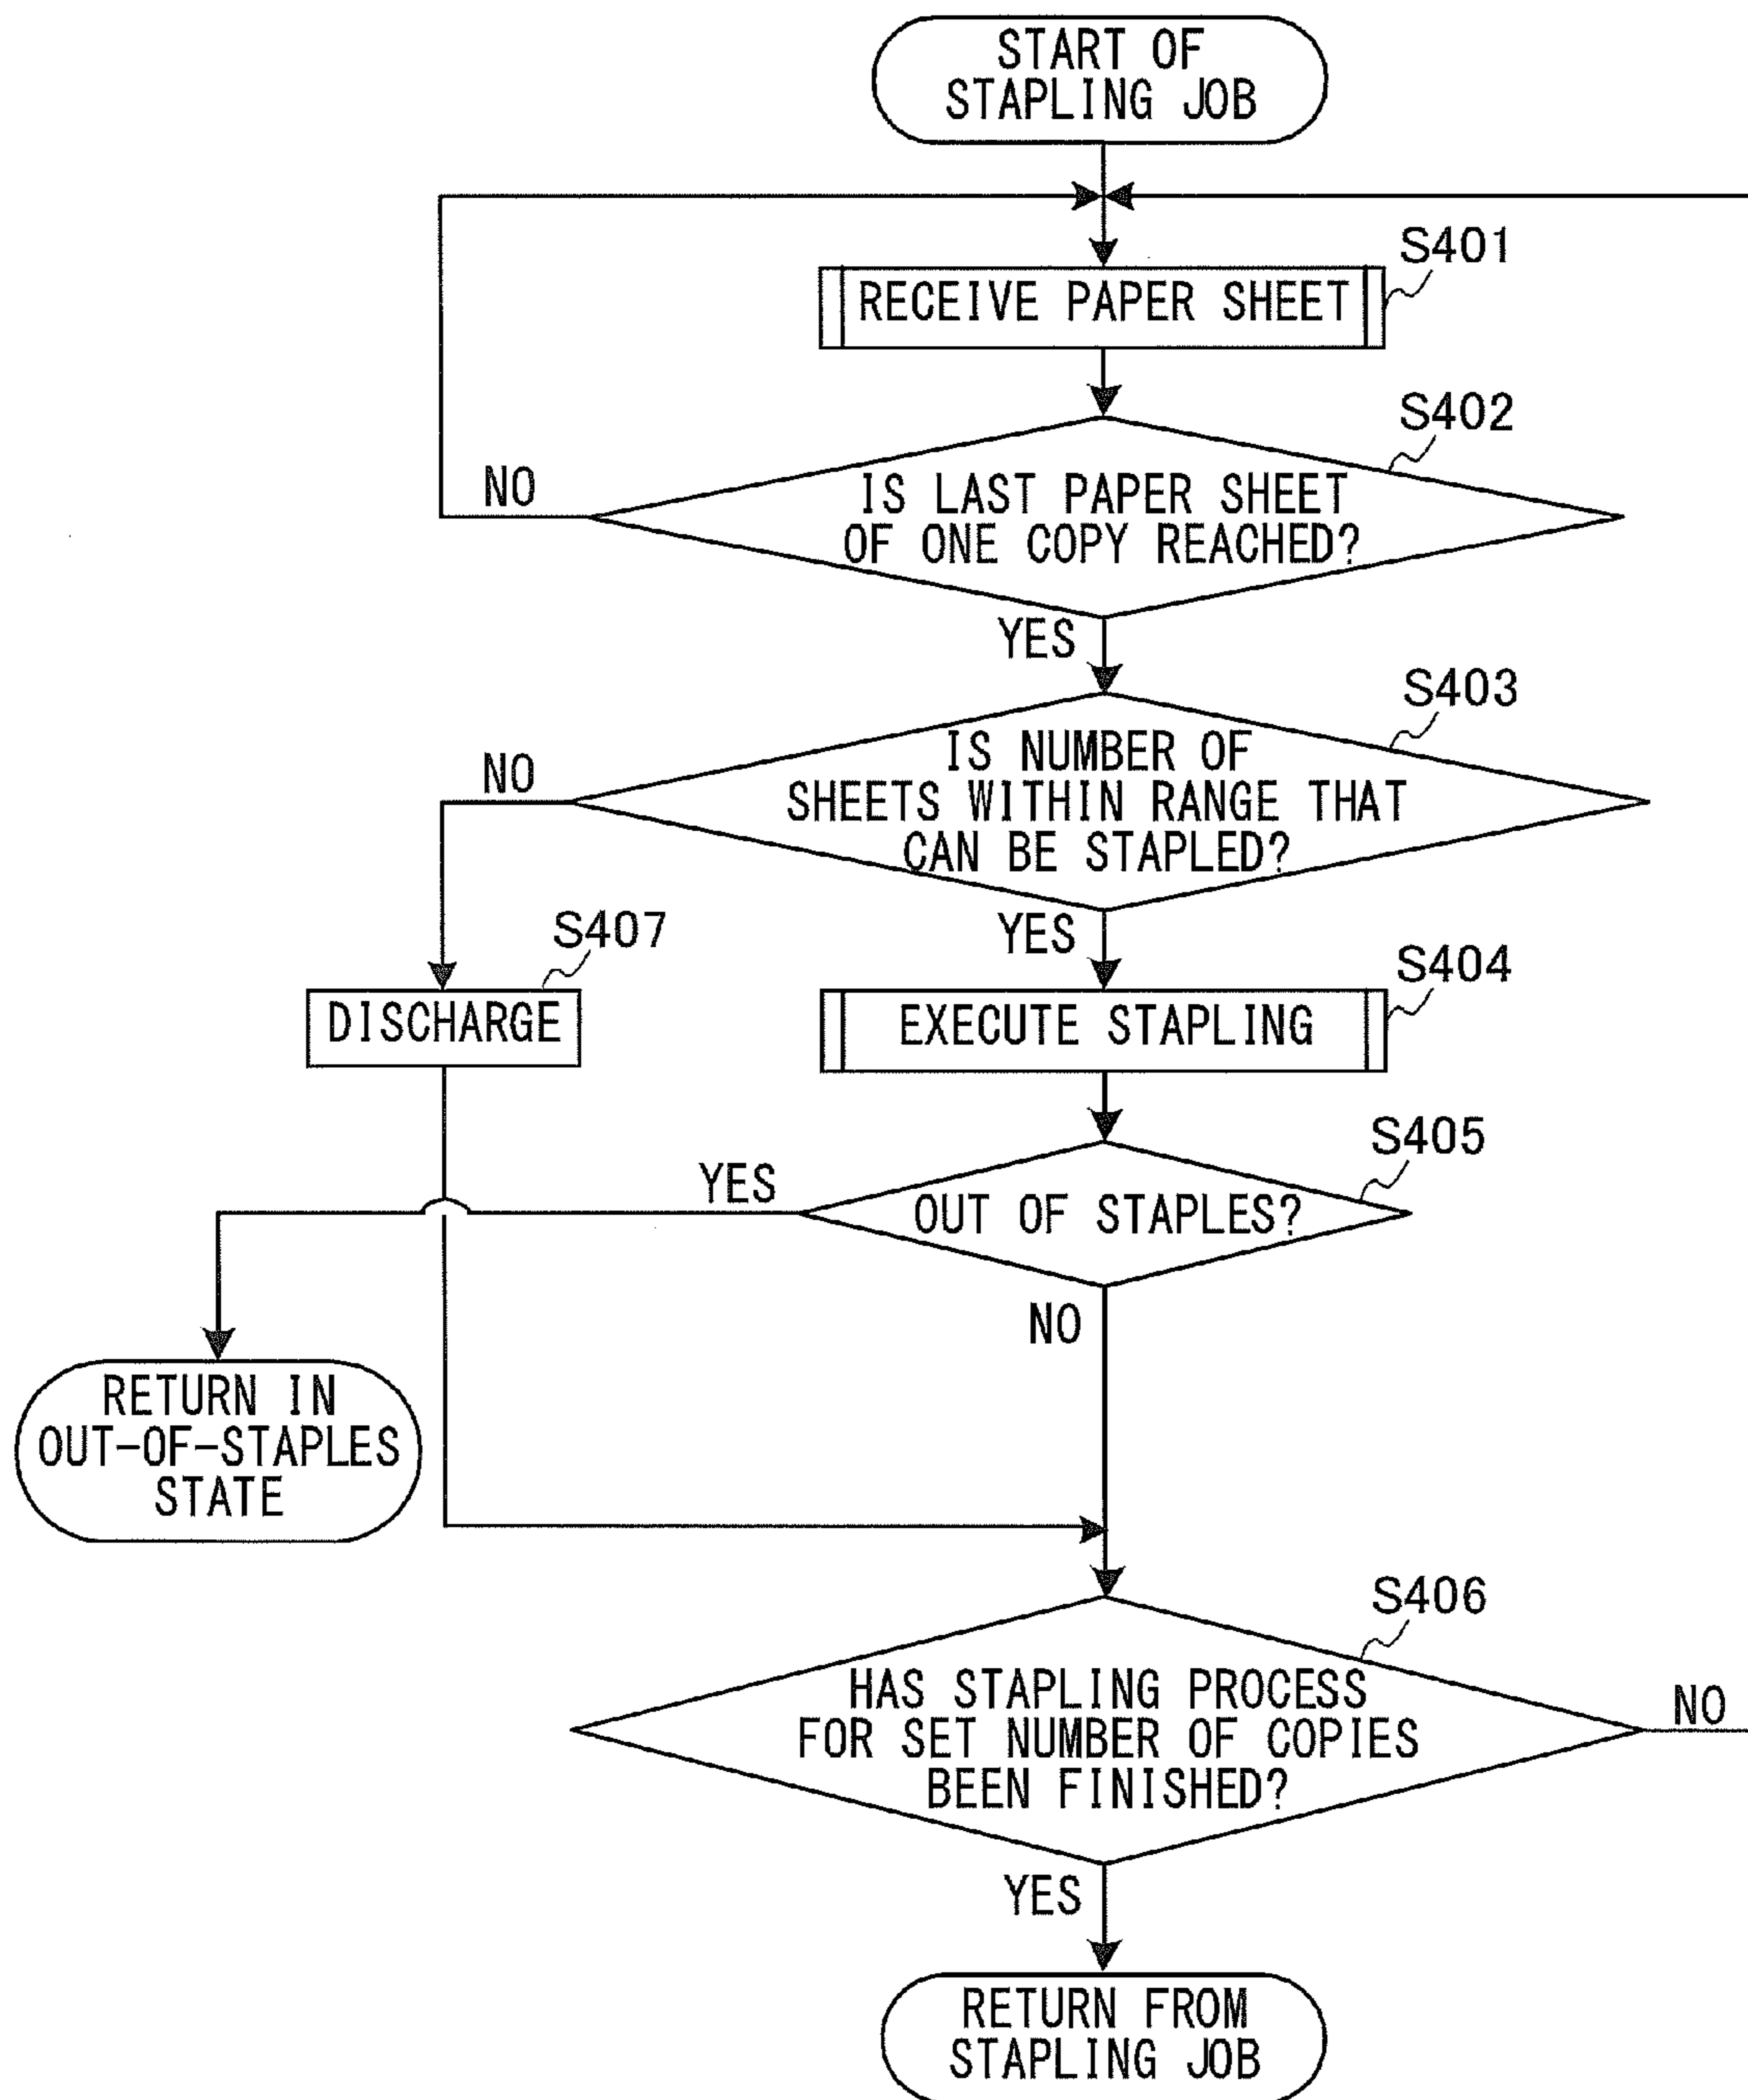 START OF
STAPLING JOB
S401
RECEIVE PAPER SHEET
S402
NO
IS LAST PAPER SHEET
OF ONE COPY REACHED?
YES
S403
NO
IS NUMBER OF
SHEETS WITHIN RANGE THAT
CAN BE STAPLED?
YES
S407
DISCHARGE
S404
EXECUTE STAPLING
S405
YES
OUT OF STAPLES?
NO
RETURN IN
OUT-OF-STAPLES
STATE
S406
HAS STAPLING PROCESS
FOR SET NUMBER OF COPIES
BEEN FINISHED?
NO
YES
RETURN FROM
STAPLING JOB